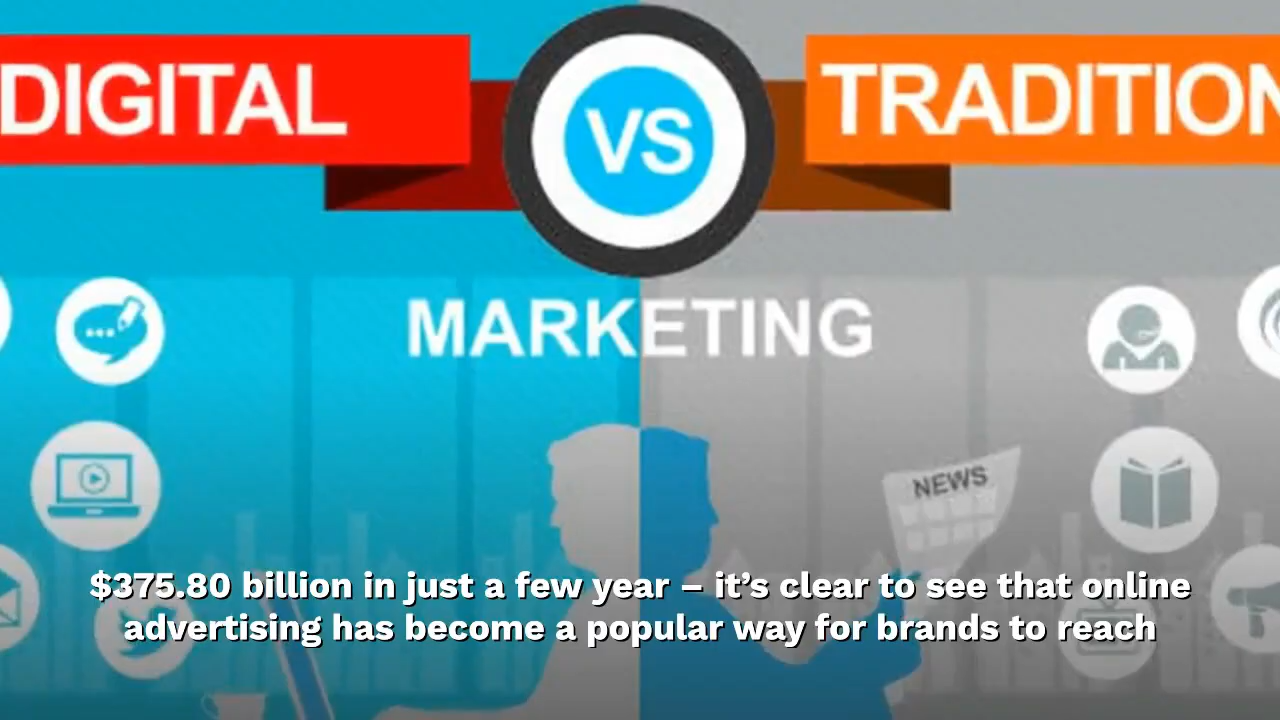 DIGITAL
VS
TRADITION
MARKETING
NEWS
$375.80 billion in just a few year – it’s clear to see that online
advertising has become a popular way for brands to reach